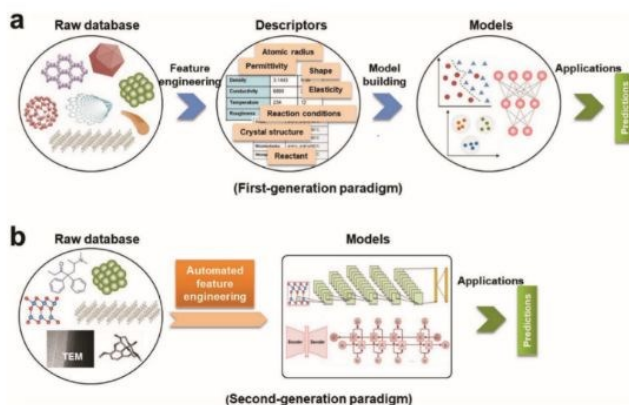 a
Raw database
Descriptors
Models
Feature
engineering
Atomic radius
Permittivity
Shape
Density
Elasticity
Conductivity
Temperature
Roughness
Reaction conditions
Crystal structure
Reactant
Model
building
Applications
Predictions
(First-generation paradigm)
b
Raw database
Models
Automated
feature
engineering
TEM
Applications
Predictions
(Second-generation paradigm)